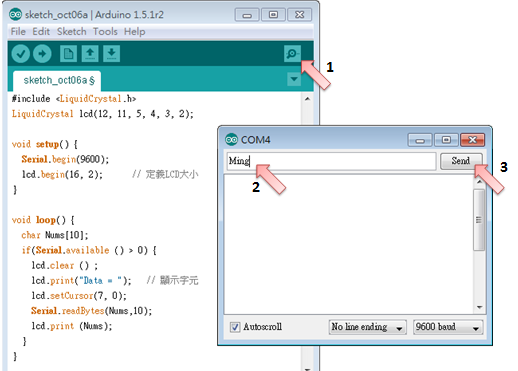 sketch_oct06a | Arduino 1.5.1r2
File Edit Sketch Tools Help
sketch_oct06a §
1
#include <LiquidCrystal.h>
LiquidCrystal lcd(12, 11, 5, 4, 3, 2);
void setup() {
Serial.begin(9600);
lcd.begin(16, 2); // 定義LCD大小
}
void loop() {
char Nums[10];
if(Serial.available () > 0) {
lcd.clear () ;
lcd.print("Data = "); // 顯示字元
lcd.setCursor(7, 0);
Serial.readBytes(Nums,10);
lcd.print (Nums);
}
}
COM4
Ming
Send
2
3
Autoscroll
No line ending
9600 baud